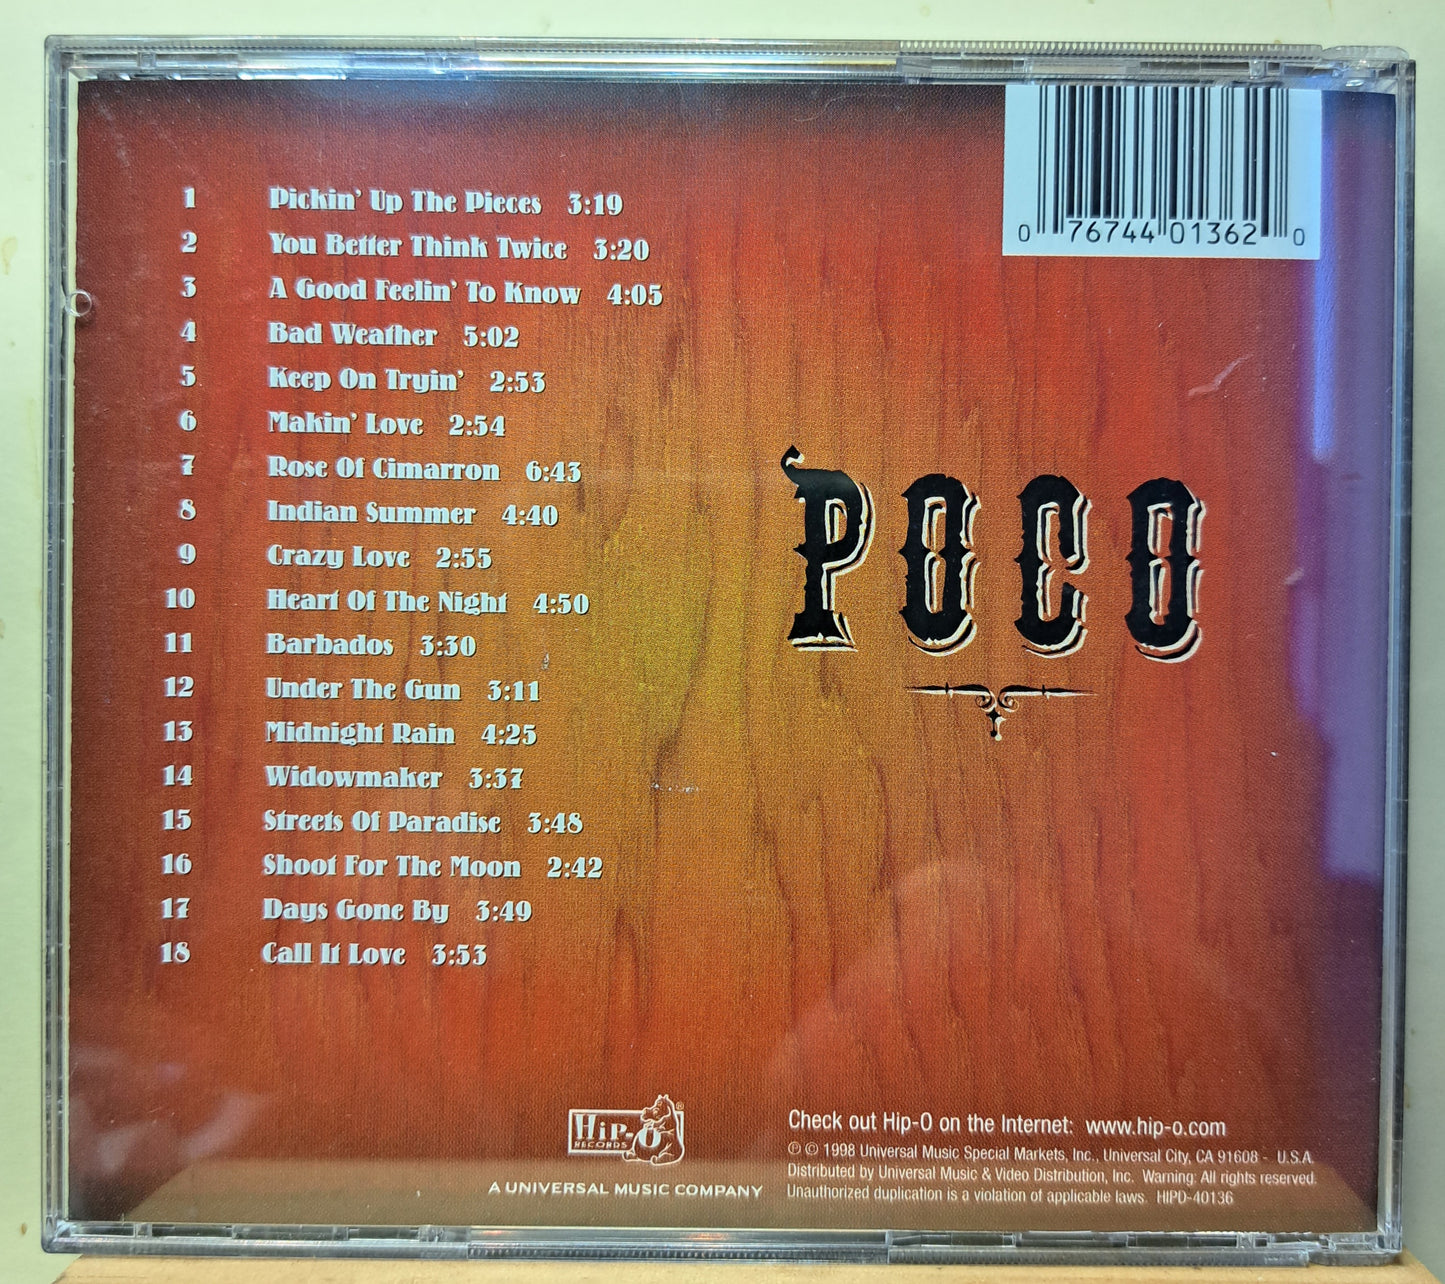 0 76744 01362 0
1 Pickin' Up The Pieces 3:19
2 You Better Think Twice 3:20
3 A Good Feelin' To Know 4:05
4 Bad Weather 5:02
5 Keep On Tryin' 2:53
6 Makin' Love 2:54
7 Rose Of Cimarron 6:43
8 Indian Summer 4:40
9 Crazy Love 2:55
10 Heart Of The Night 4:50
11 Barbados 3:30
12 Under The Gun 3:11
13 Midnight Rain 4:25
14 Widowmaker 3:37
15 Streets Of Paradise 3:48
16 Shoot For The Moon 2:42
17 Days Gone By 3:49
18 Call It Love 3:53
POCO
HIP-O®
RECORDS
A UNIVERSAL MUSIC COMPANY
Check out Hip-O on the Internet: www.hip-o.com
℗ © 1998 Universal Music Special Markets, Inc., Universal City, CA 91608 - U.S.A.
Distributed by Universal Music & Video Distribution, Inc. Warning: All rights reserved.
Unauthorized duplication is a violation of applicable laws. HIPD-40136